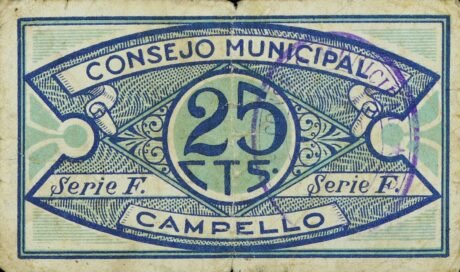 CONSEJO MUNICIPAL
25
CTS.
Serie F. Serie F.
CAMPELLO